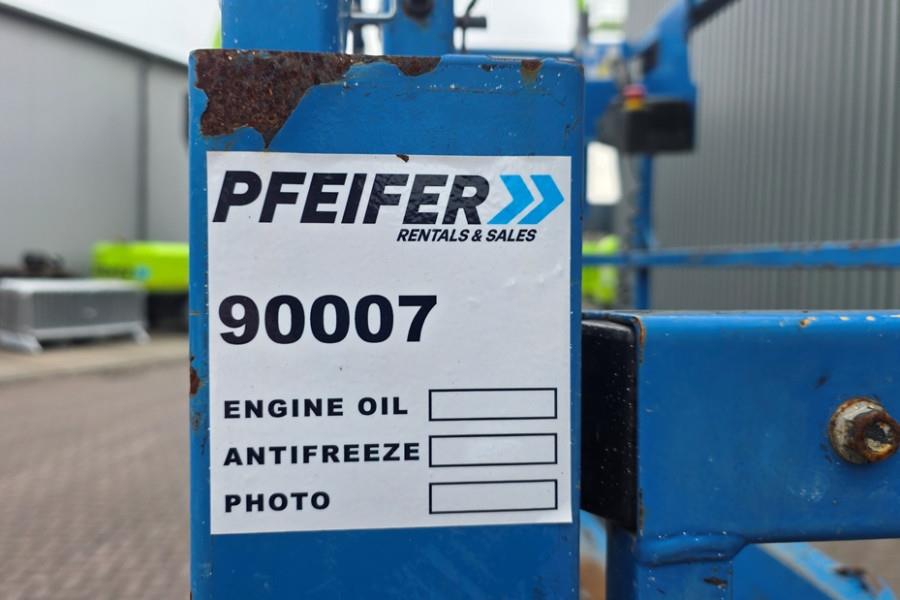 PFEIFER
RENTALS & SALES
90007
ENGINE OIL
ANTIFREEZE
PHOTO